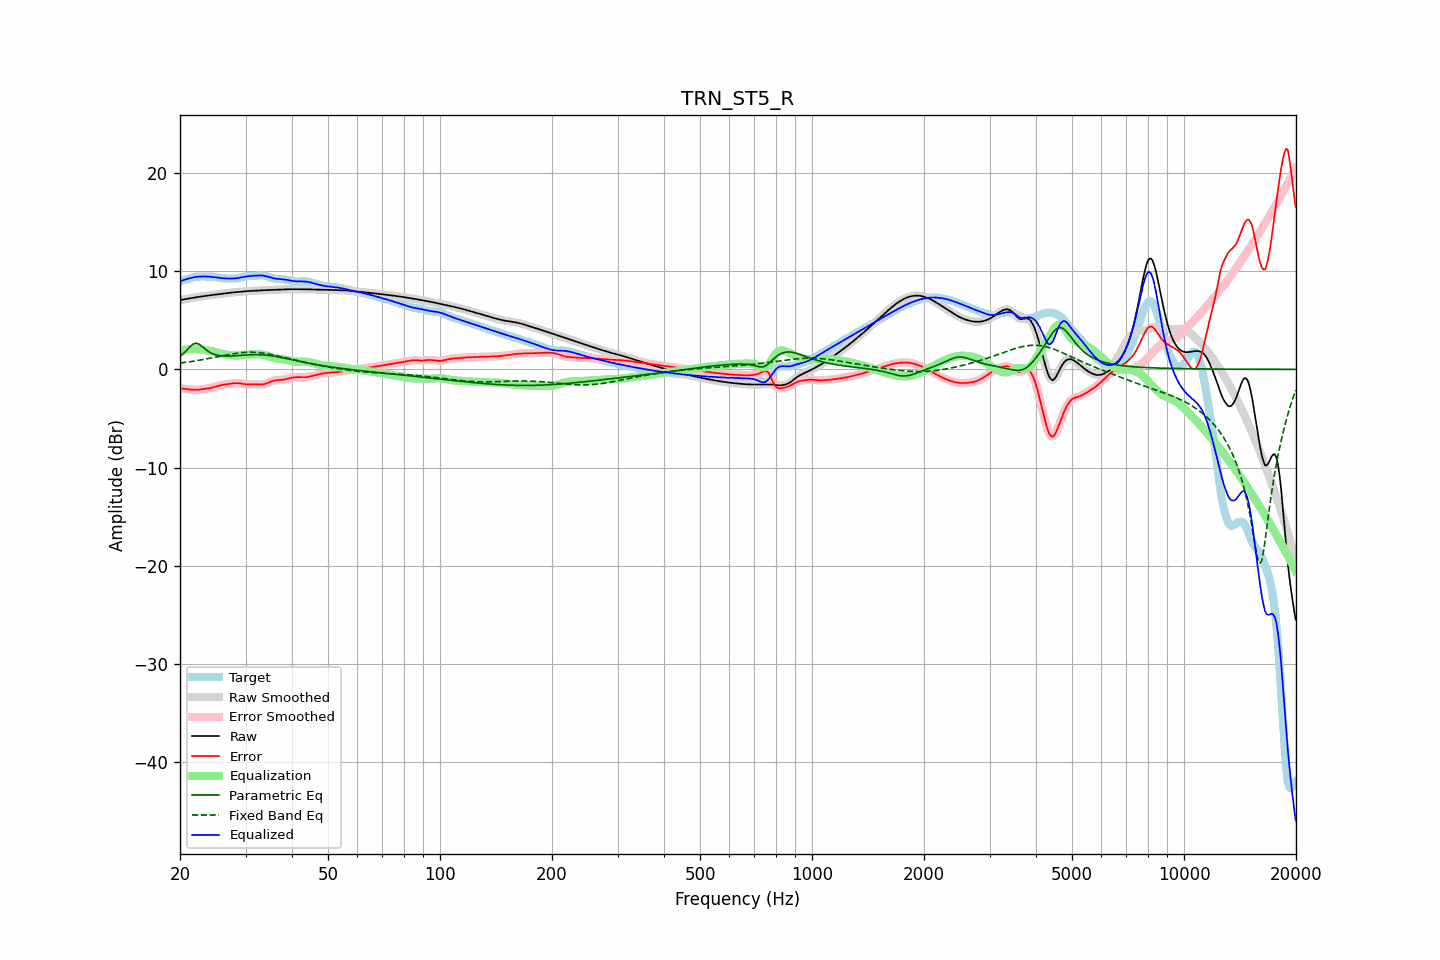 TRN_ST5_R
20
10
0
−10
−20
−30
−40
Amplitude (dBr)
Target
Raw Smoothed
Error Smoothed
Raw
Error
Equalization
Parametric Eq
Fixed Band Eq
Equalized
20 50 100 200 500 1000 2000 5000 10000 20000
Frequency (Hz)